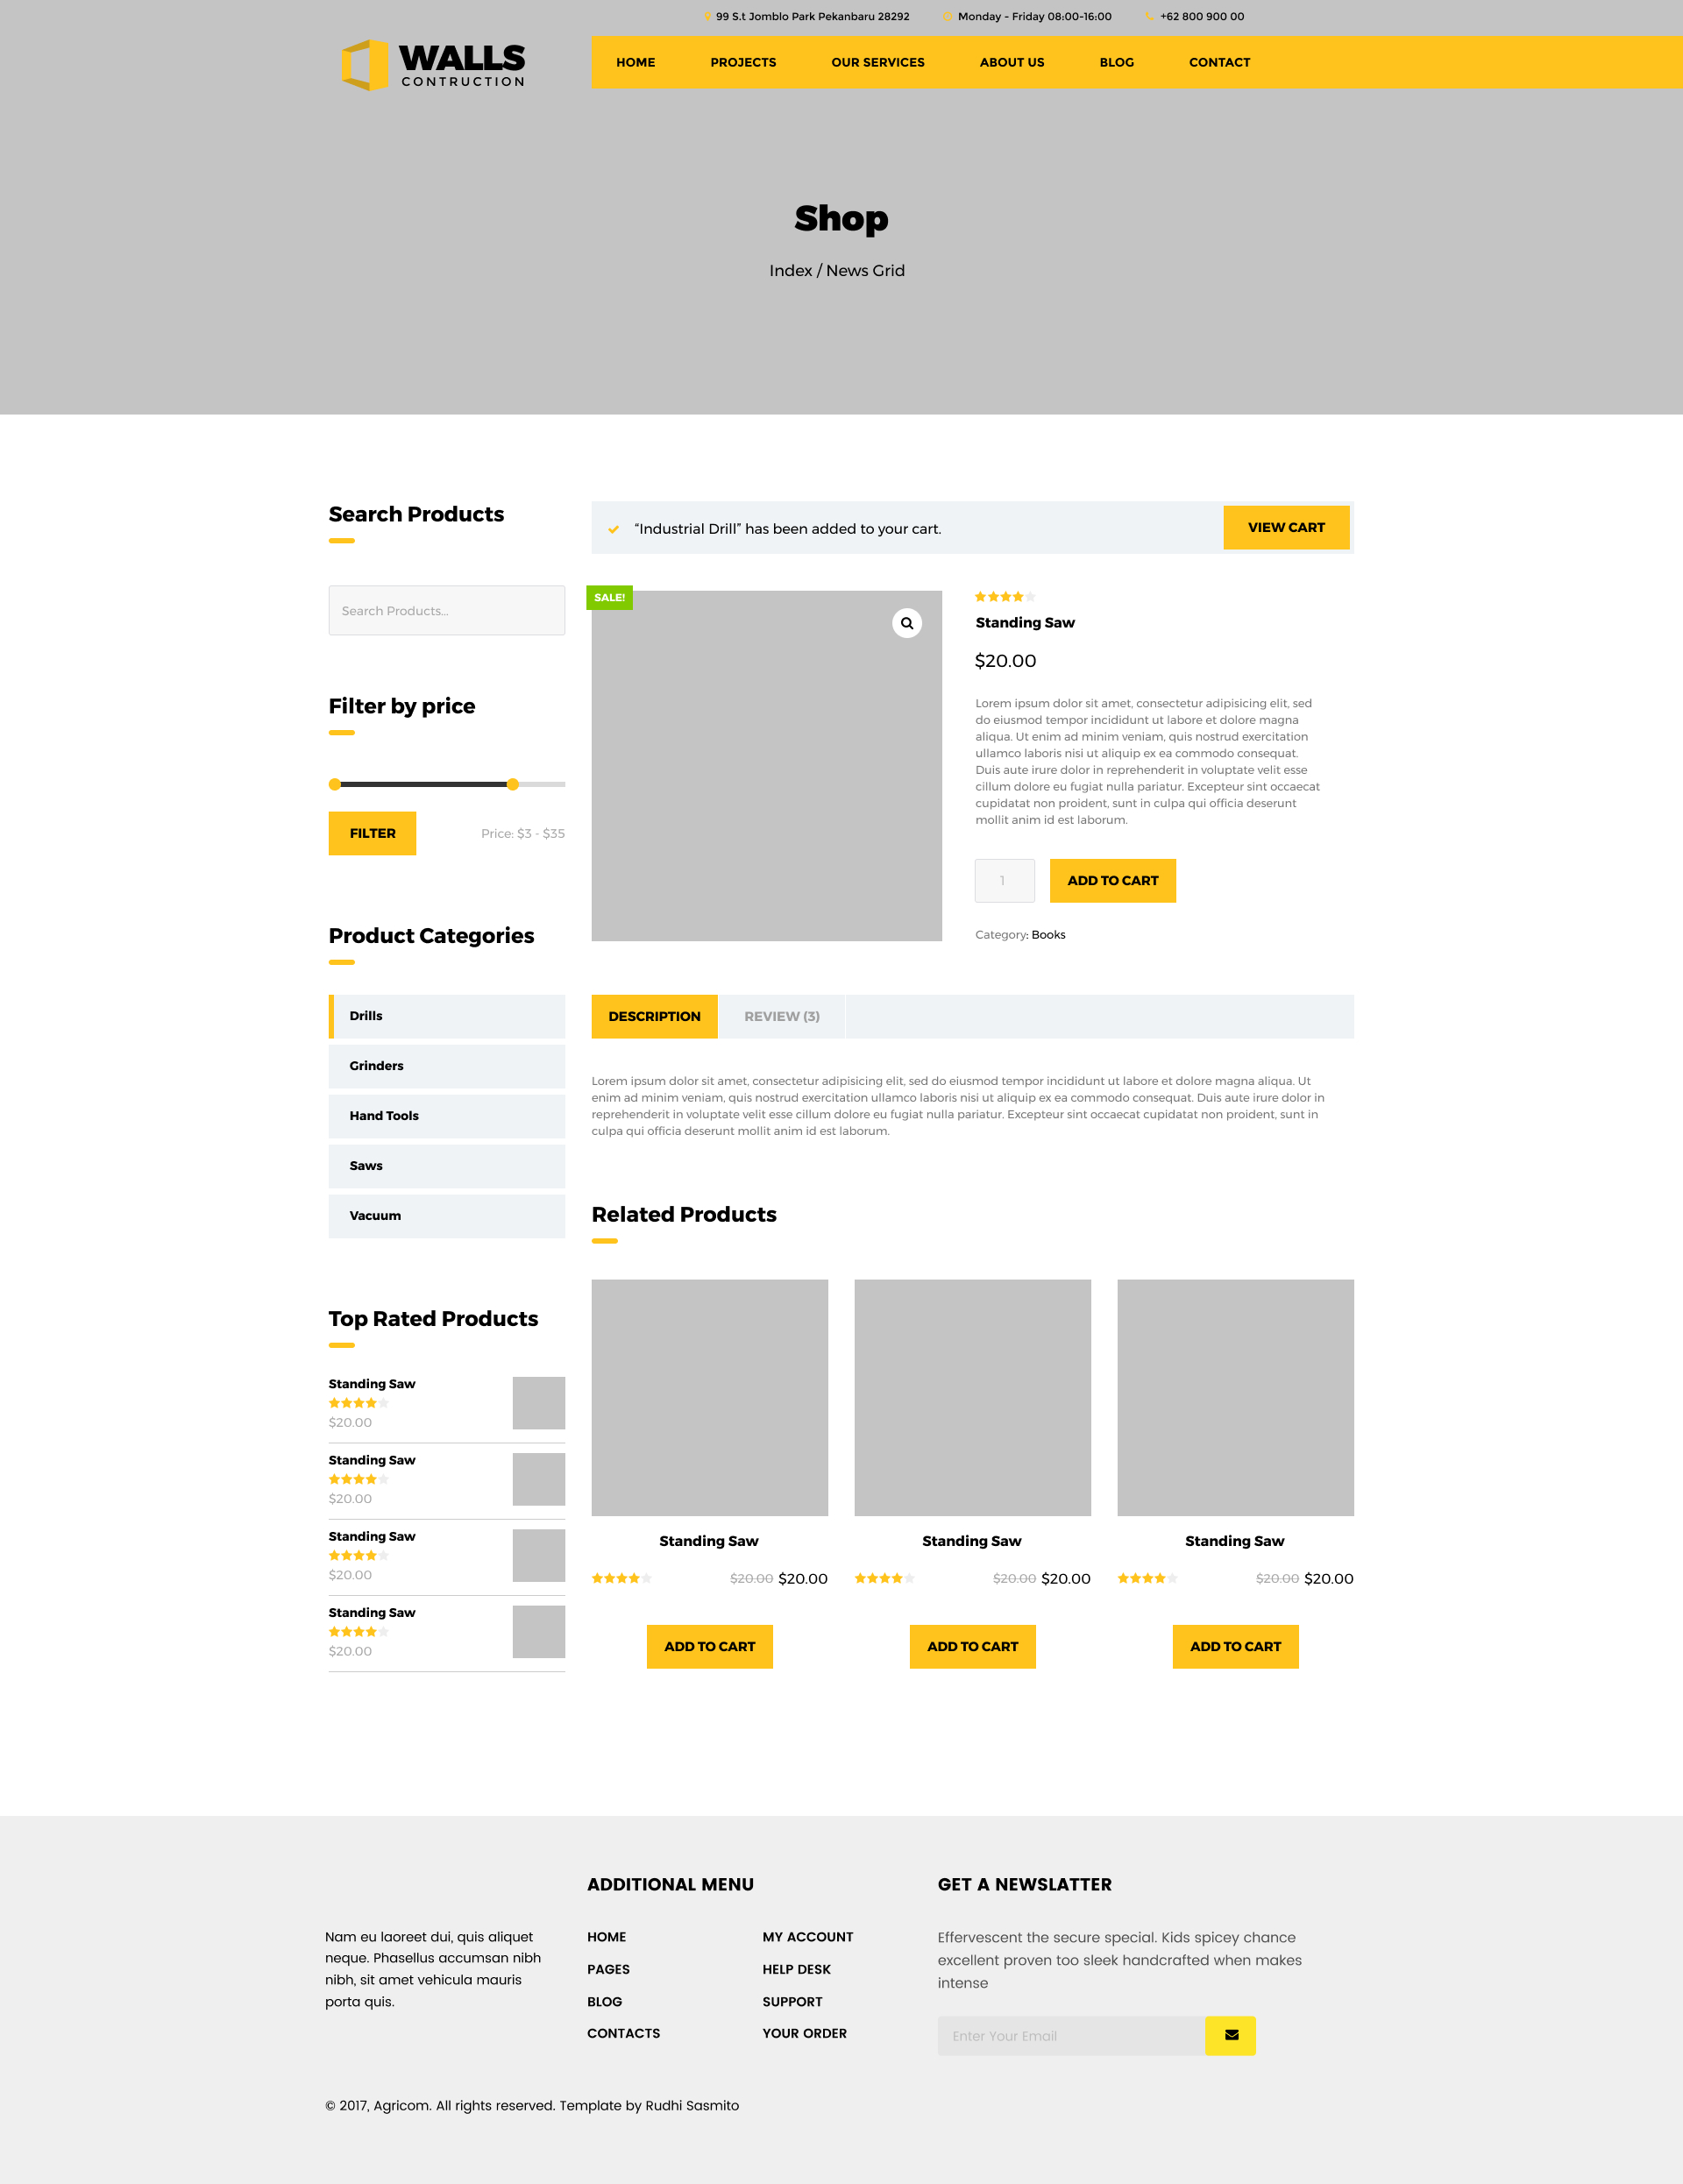 99 S.t Jomblo Park Pekanbaru 28292
Monday - Friday 08:00-16:00
+62 800 900 00
WALLS
CONTRUCTION
HOME
PROJECTS
OUR SERVICES
ABOUT US
BLOG
CONTACT
Shop
Index / News Grid
Search Products
Search Products...
Filter by price
FILTER
Price: $3 - $35
Product Categories
Drills
Grinders
Hand Tools
Saws
Vacuum
Top Rated Products
Standing Saw
$20.00
Standing Saw
$20.00
Standing Saw
$20.00
Standing Saw
$20.00
“Industrial Drill” has been added to your cart.
VIEW CART
SALE!
Standing Saw
$20.00
Lorem ipsum dolor sit amet, consectetur adipisicing elit, sed
do eiusmod tempor incididunt ut labore et dolore magna
aliqua. Ut enim ad minim veniam, quis nostrud exercitation
ullamco laboris nisi ut aliquip ex ea commodo consequat.
Duis aute irure dolor in reprehenderit in voluptate velit esse
cillum dolore eu fugiat nulla pariatur. Excepteur sint occaecat
cupidatat non proident, sunt in culpa qui officia deserunt
mollit anim id est laborum.
1
ADD TO CART
Category: Books
DESCRIPTION
REVIEW (3)
Lorem ipsum dolor sit amet, consectetur adipisicing elit, sed do eiusmod tempor incididunt ut labore et dolore magna aliqua. Ut
enim ad minim veniam, quis nostrud exercitation ullamco laboris nisi ut aliquip ex ea commodo consequat. Duis aute irure dolor in
reprehenderit in voluptate velit esse cillum dolore eu fugiat nulla pariatur. Excepteur sint occaecat cupidatat non proident, sunt in
culpa qui officia deserunt mollit anim id est laborum.
Related Products
Standing Saw
$20.00 $20.00
ADD TO CART
Standing Saw
$20.00 $20.00
ADD TO CART
Standing Saw
$20.00 $20.00
ADD TO CART
Nam eu laoreet dui, quis aliquet
neque. Phasellus accumsan nibh
nibh, sit amet vehicula mauris
porta quis.
ADDITIONAL MENU
HOME
PAGES
BLOG
CONTACTS
MY ACCOUNT
HELP DESK
SUPPORT
YOUR ORDER
GET A NEWSLATTER
Effervescent the secure special. Kids spicey chance
excellent proven too sleek handcrafted when makes
intense
Enter Your Email
© 2017, Agricom. All rights reserved. Template by Rudhi Sasmito